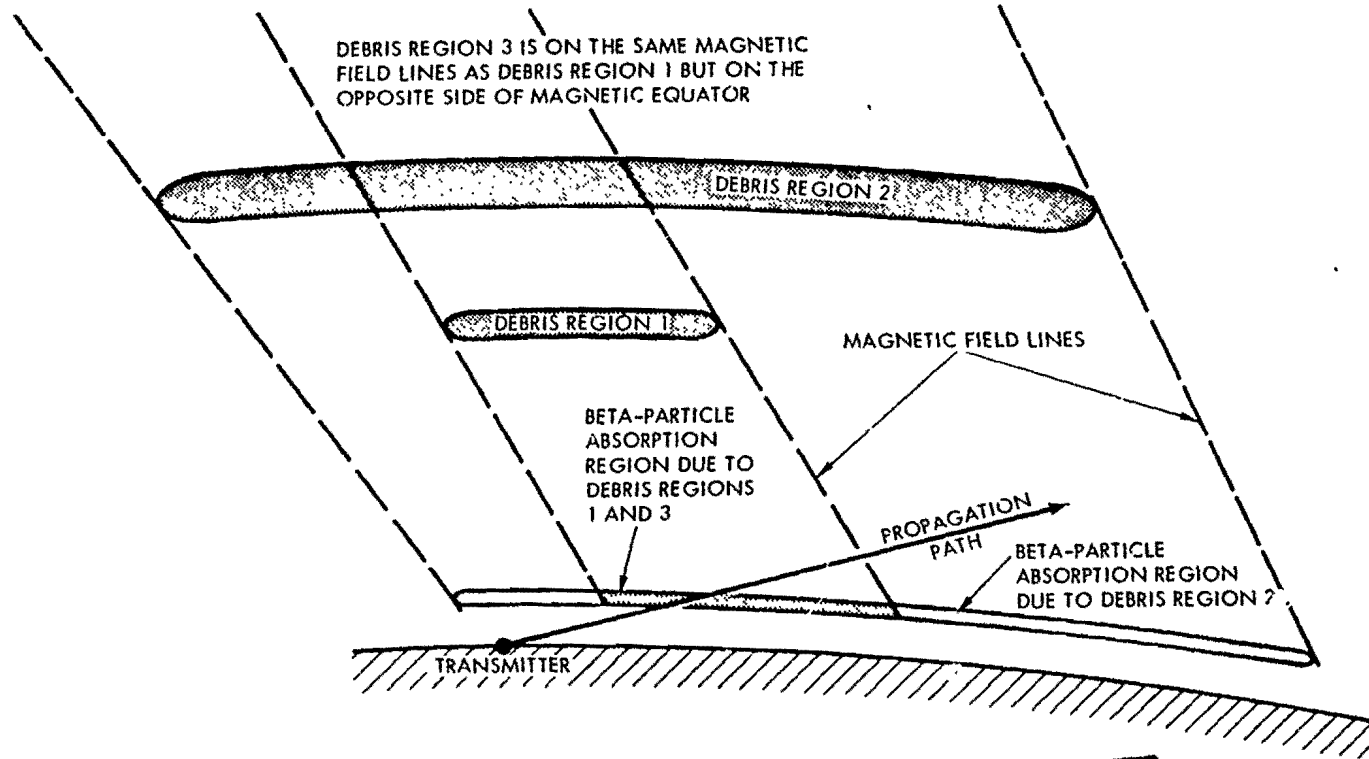 DEBRIS REGION 3 IS ON THE SAME MAGNETIC
FIELD LINES AS DEBRIS REGION 1 BUT ON THE
OPPOSITE SIDE OF MAGNETIC EQUATOR
DEBRIS REGION 2
DEBRIS REGION 1
MAGNETIC FIELD LINES
BETA-PARTICLE
ABSORPTION
REGION DUE TO
DEBRIS REGIONS
1 AND 3
PROPAGATION
PATH
BETA-PARTICLE
ABSORPTION REGION
DUE TO DEBRIS REGION 2
TRANSMITTER